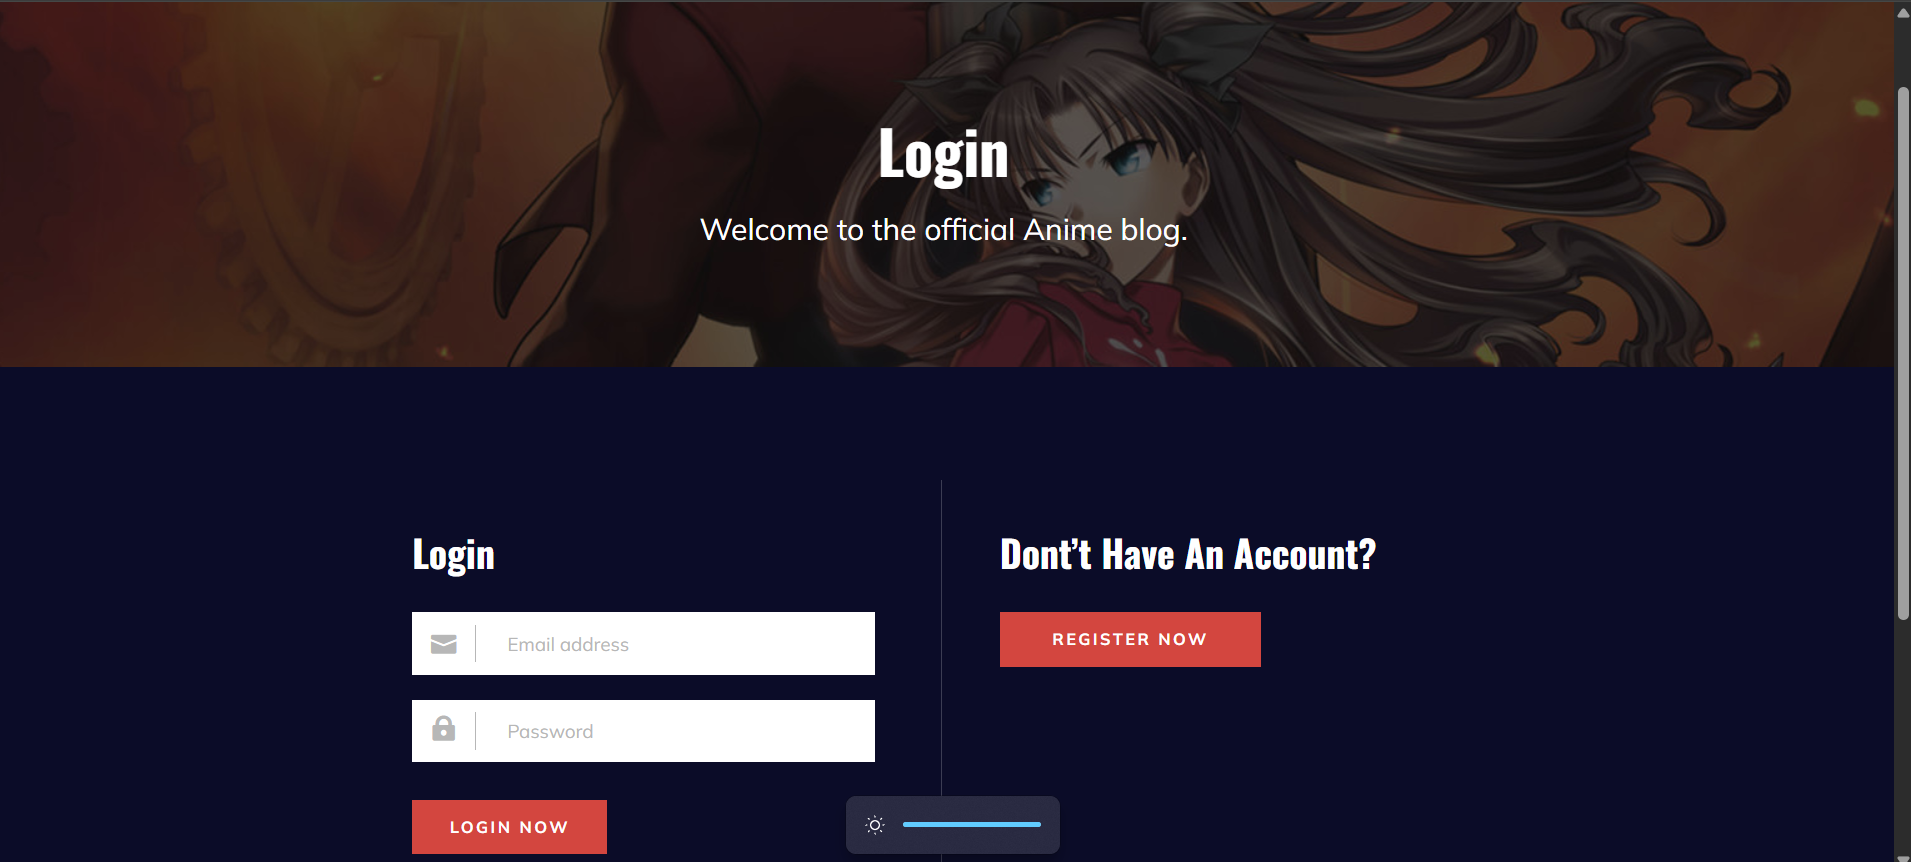 Login
Welcome to the official Anime blog.
Login
Email address
Password
LOGIN NOW
Dont’t Have An Account?
REGISTER NOW